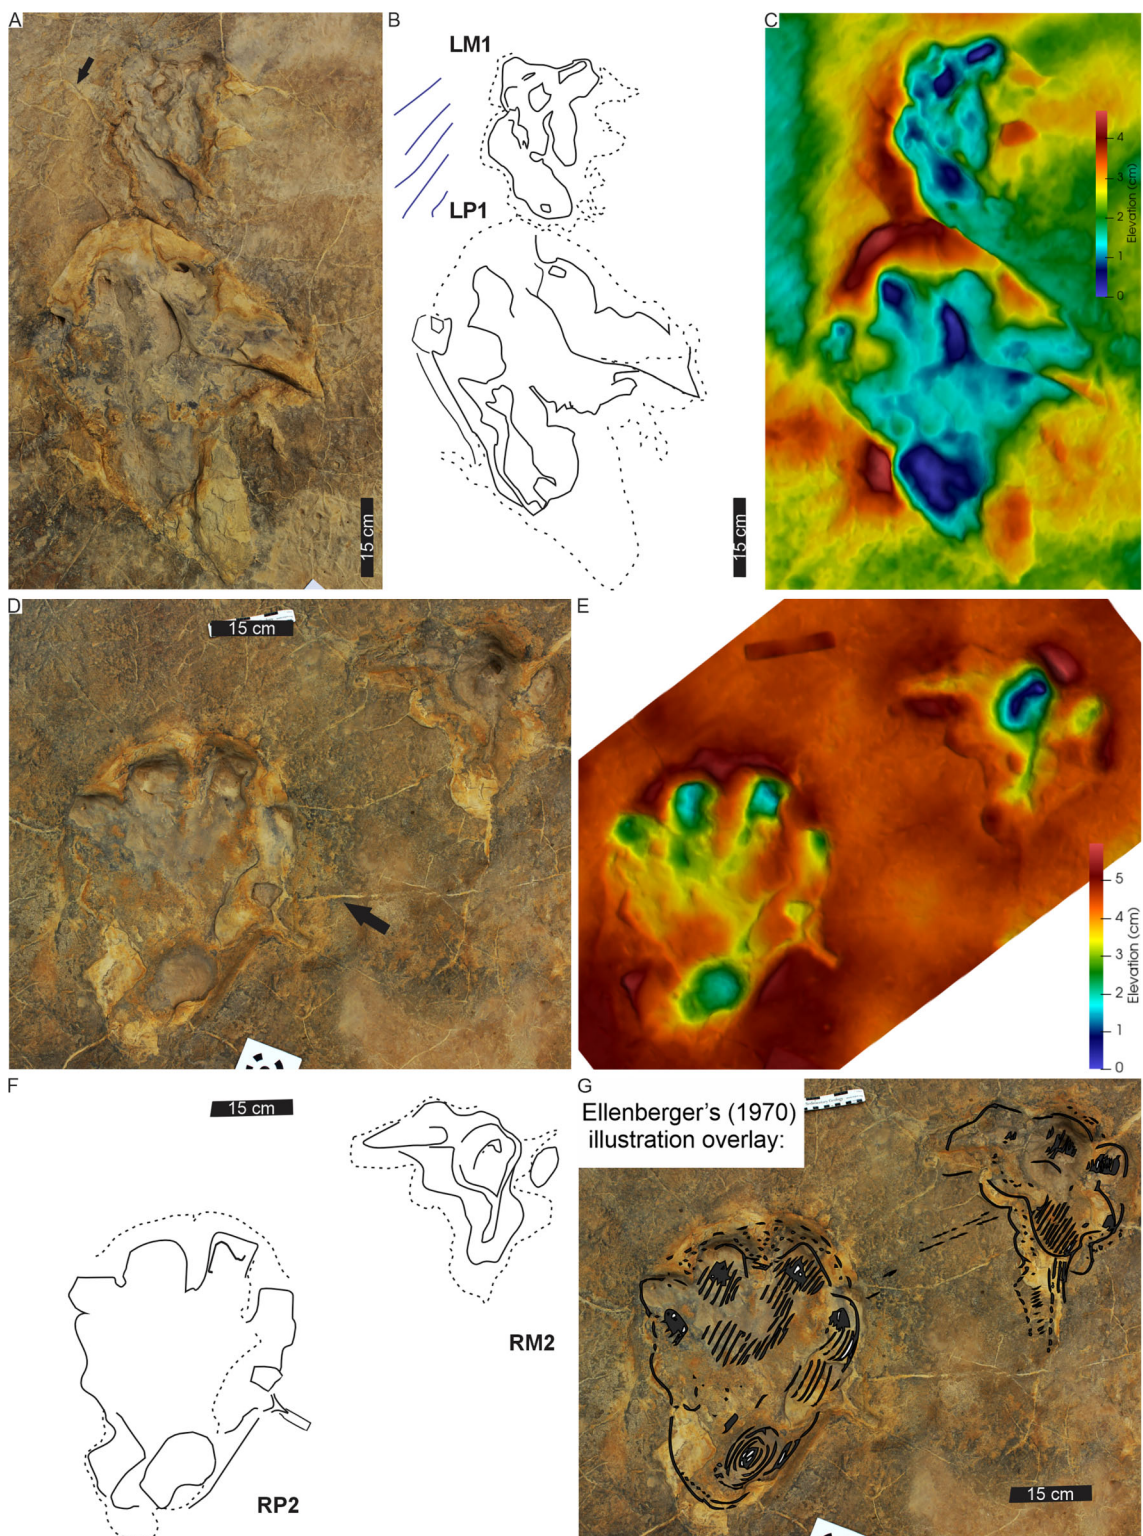 A
B
C
LM1
LP1
15 cm
15 cm
4
3
2
1
0
Elevation (cm)
D
15 cm
E
5
4
3
2
1
0
Elevation (cm)
F
15 cm
RM2
RP2
G
Ellenberger's (1970)
illustration overlay:
15 cm